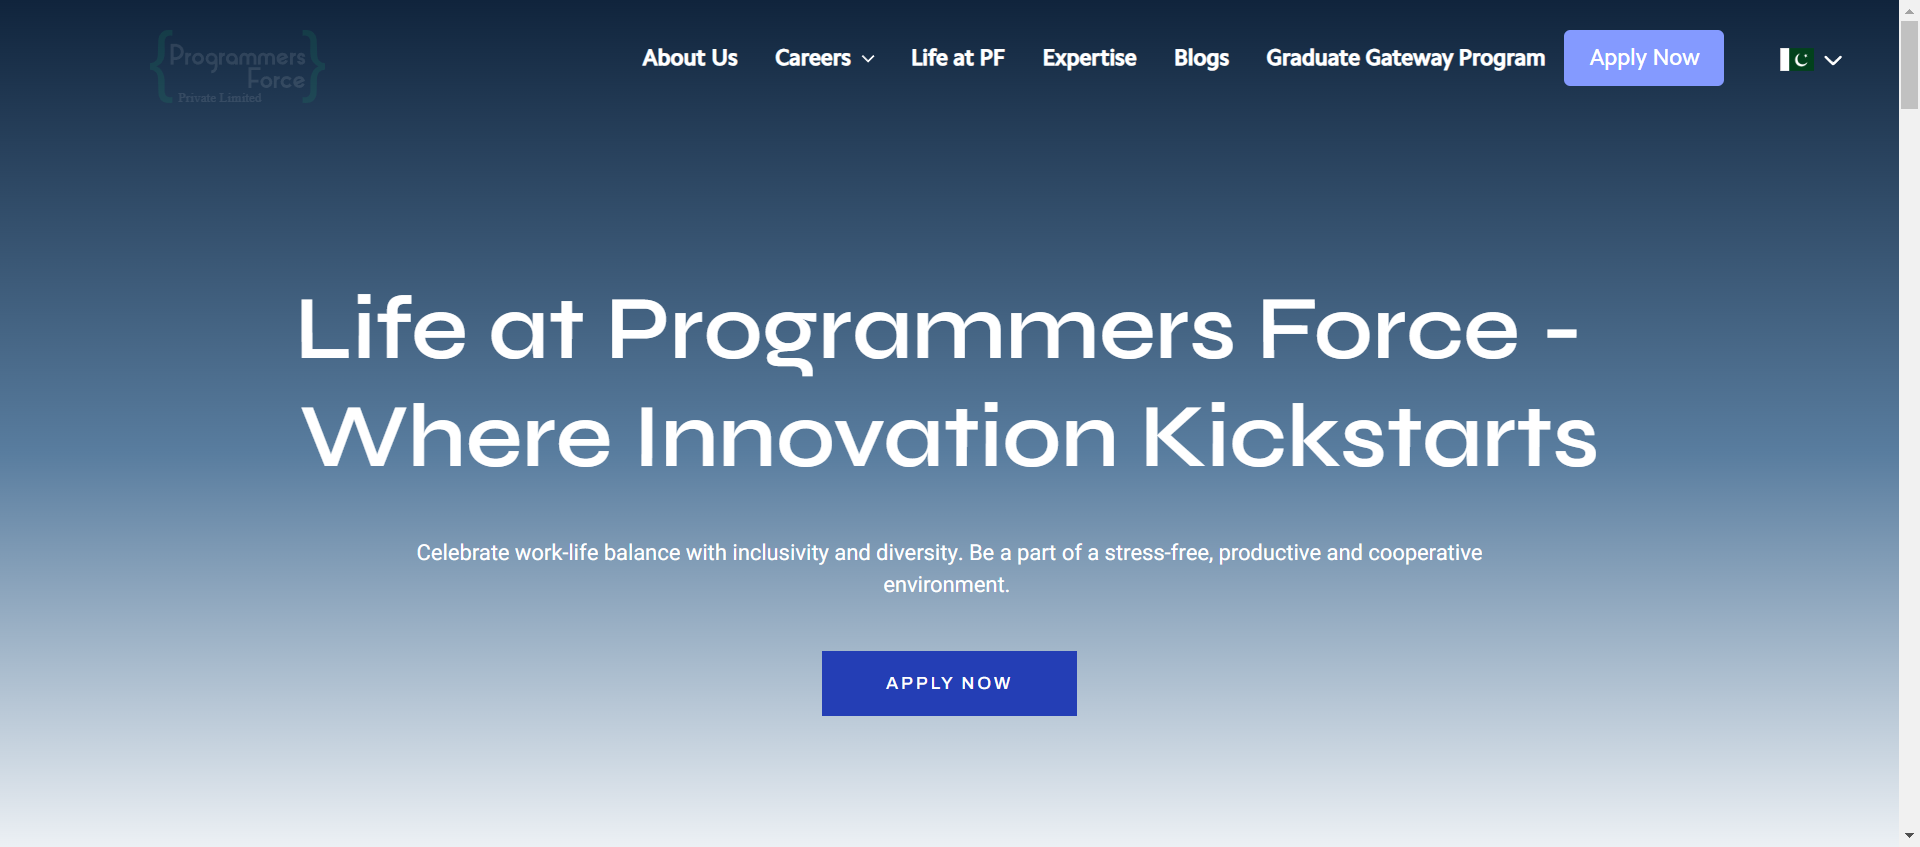 Programmers
Force
Private Limited
About Us
Careers
Life at PF
Expertise
Blogs
Graduate Gateway Program
Apply Now
Life at Programmers Force -
Where Innovation Kickstarts
Celebrate work-life balance with inclusivity and diversity. Be a part of a stress-free, productive and cooperative
environment.
APPLY NOW